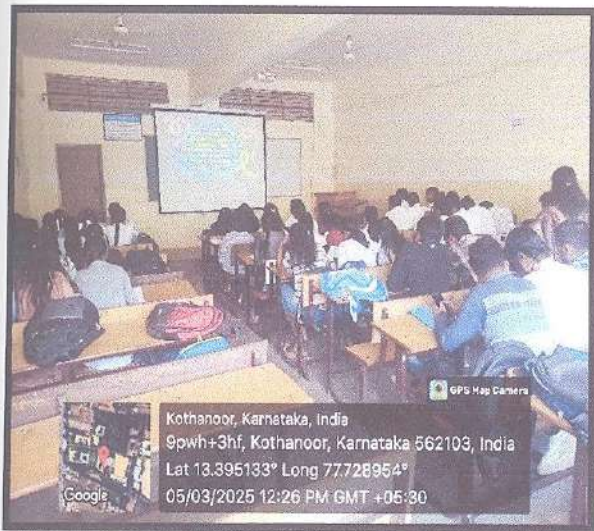 GPS Map Camera
Kothanoor, Karnataka, India
9pwh+3hf, Kothanoor, Karnataka 562103, India
Lat 13.395133° Long 77.728954°
05/03/2025 12:26 PM GMT +05:30
Google